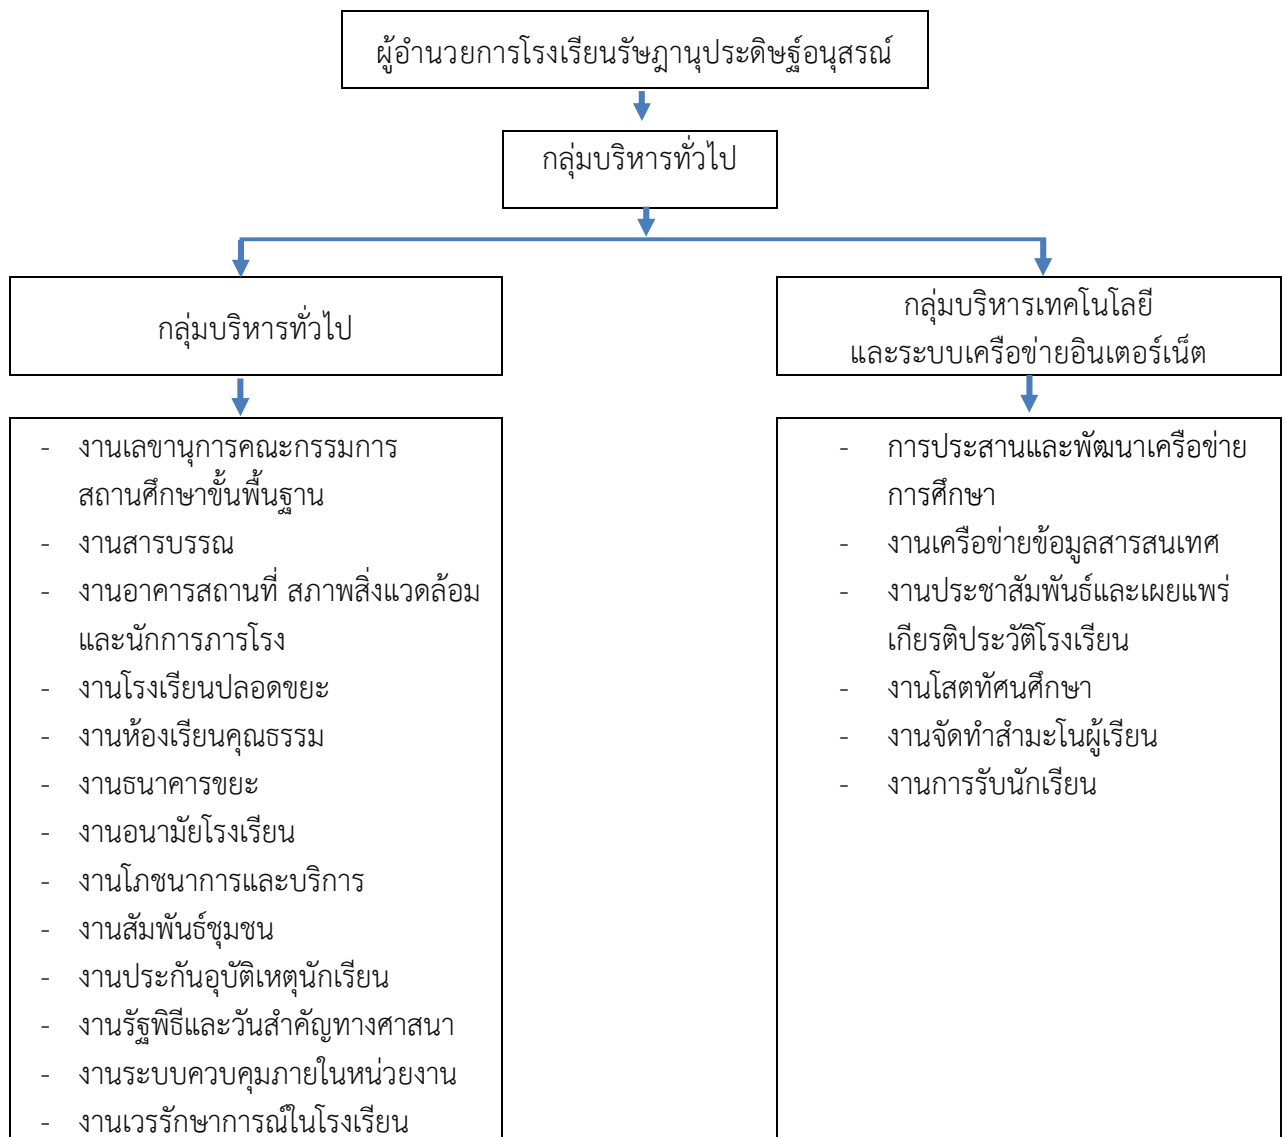 ผู้อำนวยการโรงเรียนรัษฎานุประดิษฐ์อนุสรณ์
กลุ่มบริหารทั่วไป
กลุ่มบริหารทั่วไป
- งานเลขานุการคณะกรรมการ
สถานศึกษาขั้นพื้นฐาน
- งานสารบรรณ
- งานอาคารสถานที่ สภาพสิ่งแวดล้อม
และนักการภารโรง
- งานโรงเรียนปลอดขยะ
- งานห้องเรียนคุณธรรม
- งานธนาคารขยะ
- งานอนามัยโรงเรียน
- งานโภชนาการและบริการ
- งานสัมพันธ์ชุมชน
- งานประกันอุบัติเหตุนักเรียน
- งานรัฐพิธีและวันสำคัญทางศาสนา
- งานระบบควบคุมภายในหน่วยงาน
- งานเวรรักษาการณ์ในโรงเรียน
กลุ่มบริหารเทคโนโลยี
และระบบเครือข่ายอินเตอร์เน็ต
- การประสานและพัฒนาเครือข่าย
การศึกษา
- งานเครือข่ายข้อมูลสารสนเทศ
- งานประชาสัมพันธ์และเผยแพร่
เกียรติประวัติโรงเรียน
- งานโสตทัศนศึกษา
- งานจัดทำสำมะโนผู้เรียน
- งานการรับนักเรียน